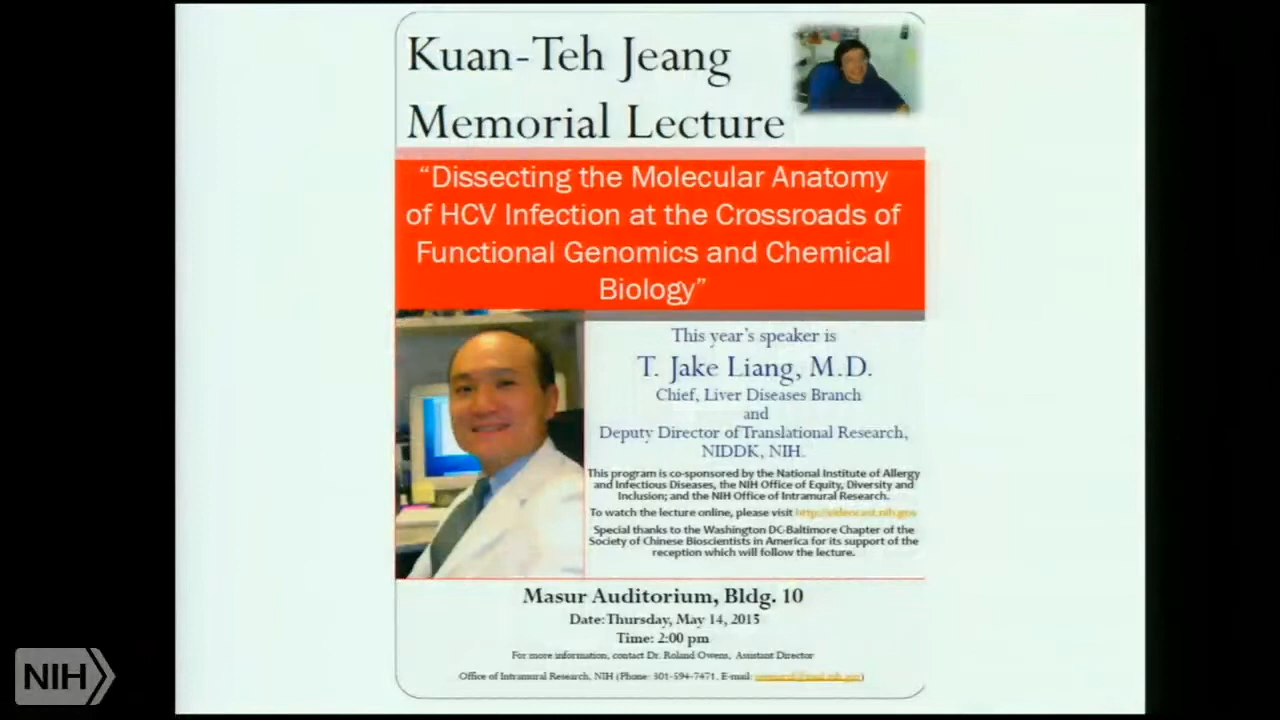 Kuan-Teh Jeang
Memorial Lecture
“Dissecting the Molecular Anatomy
of HCV Infection at the Crossroads of
Functional Genomics and Chemical
Biology”
This year's speaker is
T. Jake Liang, M.D.
Chief, Liver Diseases Branch
and
Deputy Director of Translational Research,
NIDDK, NIH.
This program is co-sponsored by the National Institute of Allergy
and Infectious Diseases, the NIH Office of Equity, Diversity and
Inclusion; and the NIH Office of Intramural Research.
To watch the lecture online, please visit http://videocast.nih.gov
Special thanks to the Washington DC-Baltimore Chapter of the
Society of Chinese Bioscientists in America for its support of the
reception which will follow the lecture.
Masur Auditorium, Bldg. 10
Date: Thursday, May 14, 2015
Time: 2:00 pm
For more information, contact Dr. Roland Owens, Assistant Director
Office of Intramural Research, NIH (Phone: 301-594-7471, E-mail:
NIH